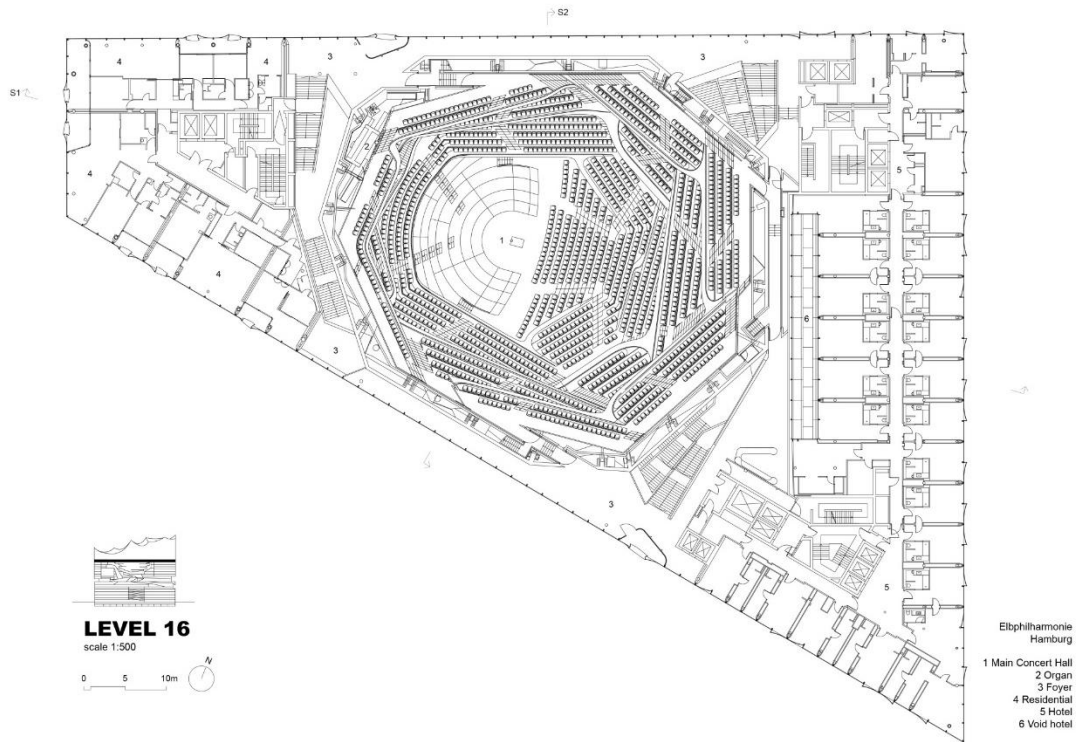 S2
S1
4
4
3
3
4
2
5
1
4
6
3
3
5
LEVEL 16
scale 1:500
0 5 10m
N
Elbphilharmonie
Hamburg
1 Main Concert Hall
2 Organ
3 Foyer
4 Residential
5 Hotel
6 Void hotel